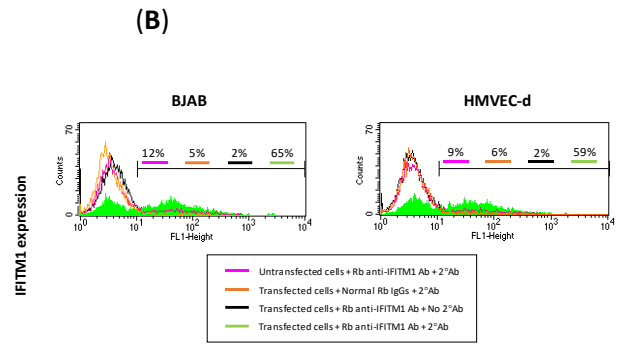 (B)
BJAB
HMVEC-d
IFITM1 expression
70
Counts
0
12% 5% 2% 65%
10⁰ 10¹ 10² 10³ 10⁴
FL1-Height
70
Counts
0
9% 6% 2% 59%
10⁰ 10¹ 10² 10³ 10⁴
FL1-Height
Untransfected cells + Rb anti-IFITM1 Ab + 2°Ab
Transfected cells + Normal Rb IgGs + 2°Ab
Transfected cells + Rb anti-IFITM1 Ab + No 2°Ab
Transfected cells + Rb anti-IFITM1 Ab + 2°Ab